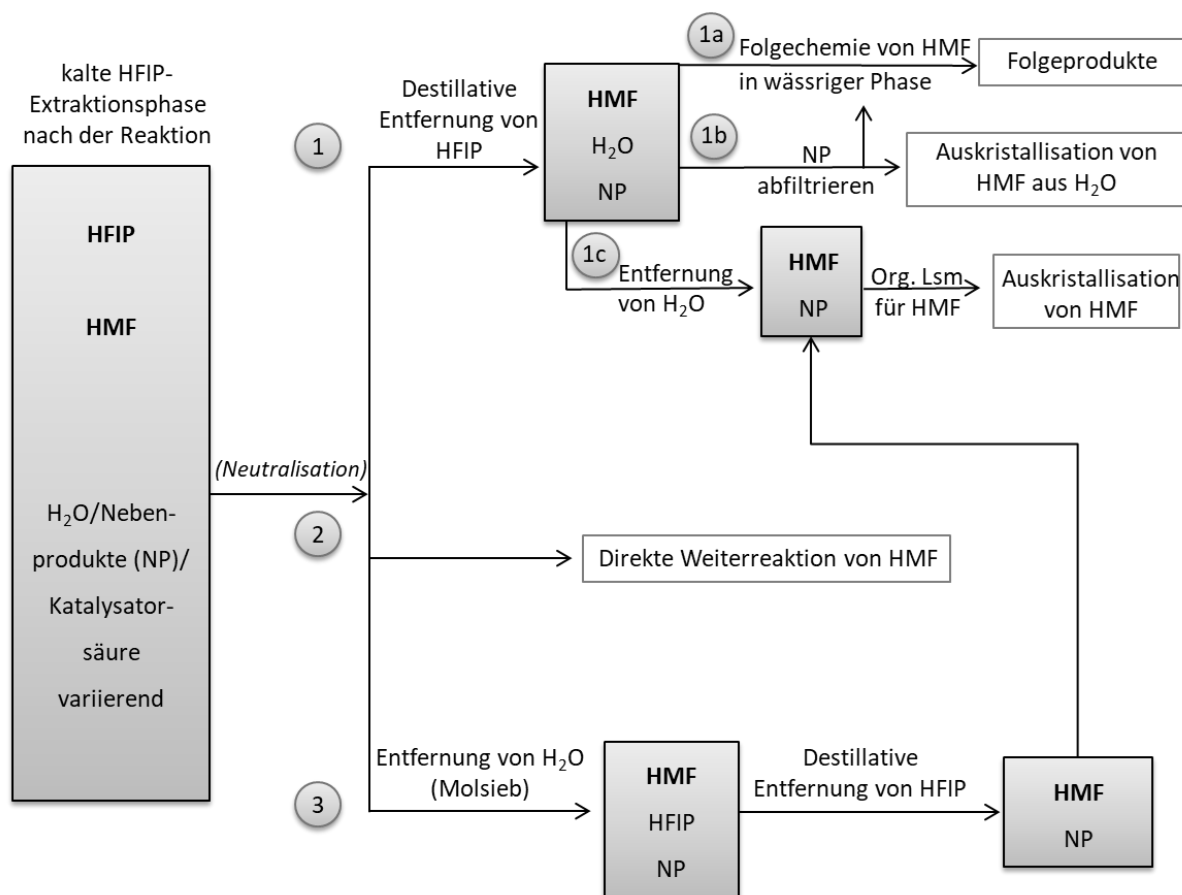 kalte HFIP-
Extraktionsphase
nach der Reaktion
HFIP
HMF
H₂O/Neben-
produkte (NP)/
Katalysator-
säure
variierend
(Neutralisation)
1
Destillative
Entfernung von
HFIP
HMF
H₂O
NP
1a
Folgechemie von HMF
in wässriger Phase
Folgeprodukte
1b
NP
abfiltrieren
Auskristallisation von
HMF aus H₂O
1c
Entfernung
von H₂O
HMF
NP
Org. Lsm
für HMF
Auskristallisation
von HMF
2
Direkte Weiterreaktion von HMF
3
Entfernung von H₂O
(Molsieb)
HMF
HFIP
NP
Destillative
Entfernung von HFIP
HMF
NP